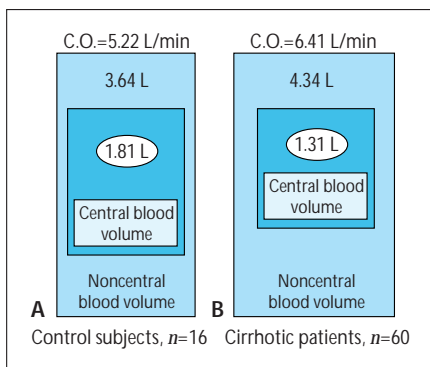 C.O.=5.22 L/min
3.64 L
1.81 L
Central blood
volume
Noncentral
blood volume
A
Control subjects, n=16
C.O.=6.41 L/min
4.34 L
1.31 L
Central blood
volume
Noncentral
blood volume
B
Cirrhotic patients, n=60